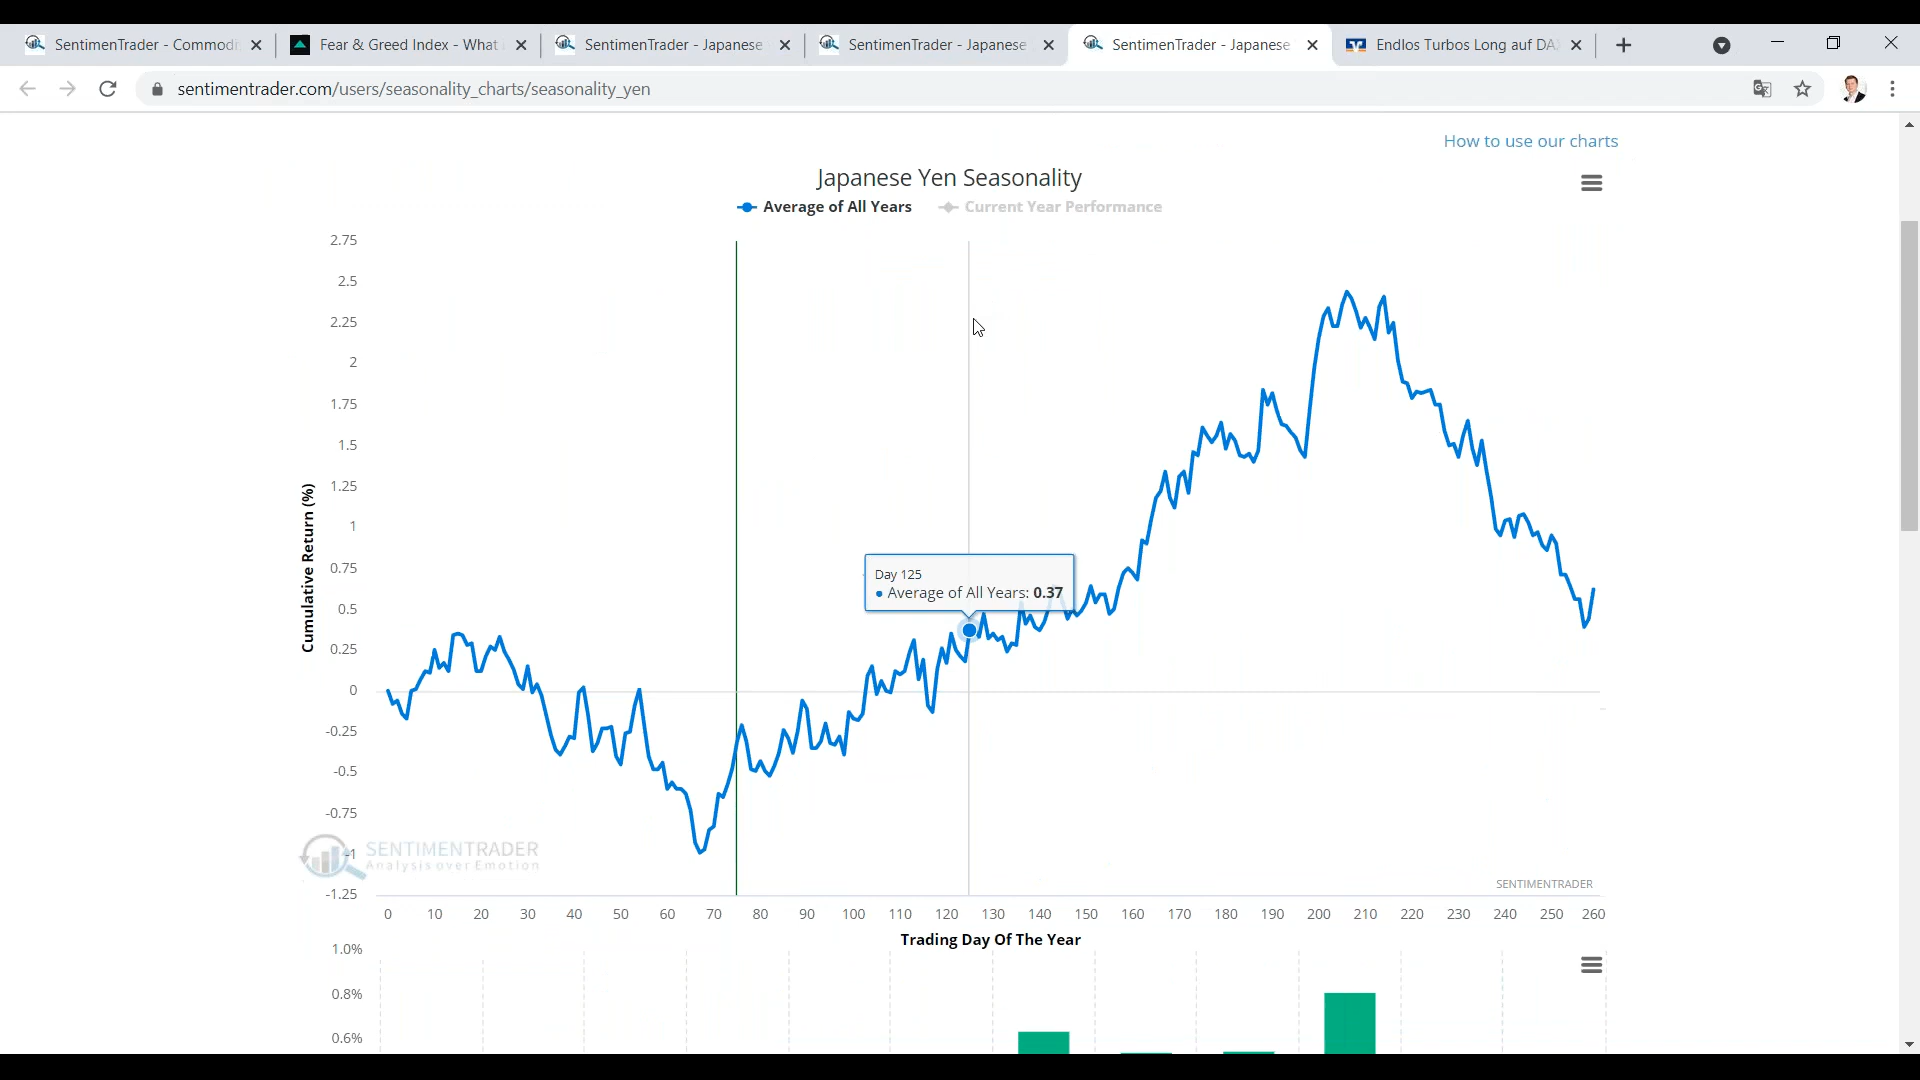 SentimenTrader - Commodi
Fear & Greed Index - What
SentimenTrader - Japanese
SentimenTrader - Japanese
SentimenTrader - Japanese
Endlos Turbos Long auf DAX
sentimentrader.com/users/seasonality_charts/seasonality_yen
How to use our charts
Japanese Yen Seasonality
Average of All Years
Current Year Performance
2.75
2.5
2.25
2
1.75
1.5
1.25
1
0.75
0.5
0.25
0
-0.25
-0.5
-0.75
-1
-1.25
Cumulative Return (%)
Day 125
Average of All Years: 0.37
SENTIMENTRADER
Analysis over Emotion
SENTIMENTRADER
0 10 20 30 40 50 60 70 80 90 100 110 120 130 140 150 160 170 180 190 200 210 220 230 240 250 260
Trading Day Of The Year
1.0%
0.8%
0.6%